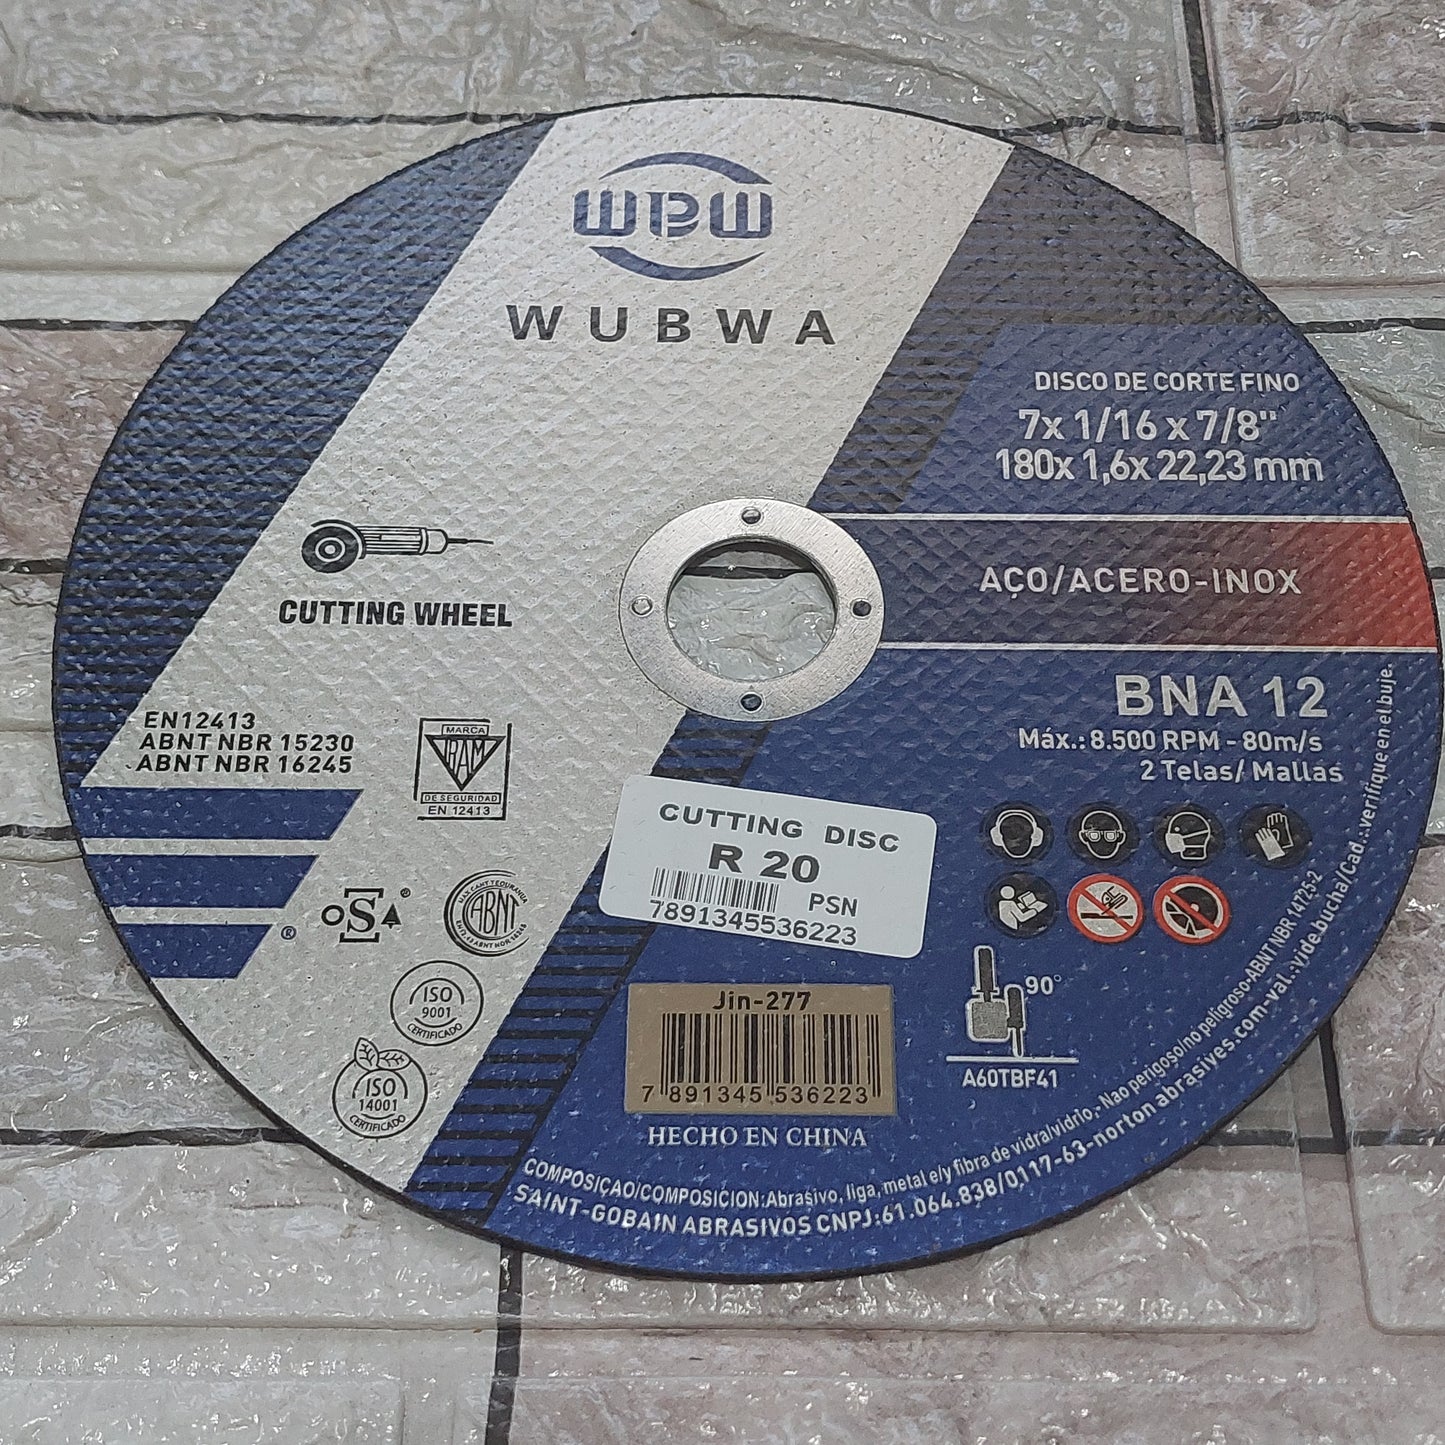 WBW
WUBWA
DISCO DE CORTE FINO
7x 1/16 x 7/8"
180x 1,6x 22,23 mm
AÇO/ACERO-INOX
CUTTING WHEEL
BNA 12
Máx.: 8.500 RPM - 80m/s
2 Telas/ Mallas
EN12413
ABNT NBR 15230
ABNT NBR 16245
MARCA
IRAM
DE SEGURIDAD
EN 12413
CUTTING DISC
R 20
PSN
7891345536223
oS
®
ABNT
®
ISO
9001
CERTIFICADO
ISO
14001
CERTIFICADO
90°
A60TBF41
Jin-277
7 891345 536223
HECHO EN CHINA
COMPOSIÇAO/COMPOSICION:Abrasivo, liga, metal e/y fibra de vidra/vidrio,. Nao perigoso/no peligroso-ABNT NBR 14725-2
SAINT-GOBAIN ABRASIVOS CNPJ:61.064.838/0117-63-norton abrasives.com-val.:vide.bucha/Cad.:verifique en el buje.